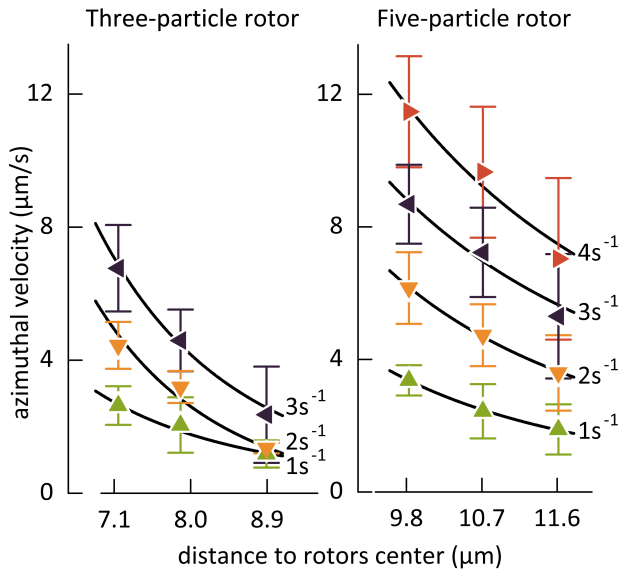 Three-particle rotor
Five-particle rotor
azimuthal velocity (µm/s)
12
8
4
0
3s⁻¹
2s⁻¹
1s⁻¹
7.1 8.0 8.9
12
8
4
0
4s⁻¹
3s⁻¹
2s⁻¹
1s⁻¹
9.8 10.7 11.6
distance to rotors center (µm)